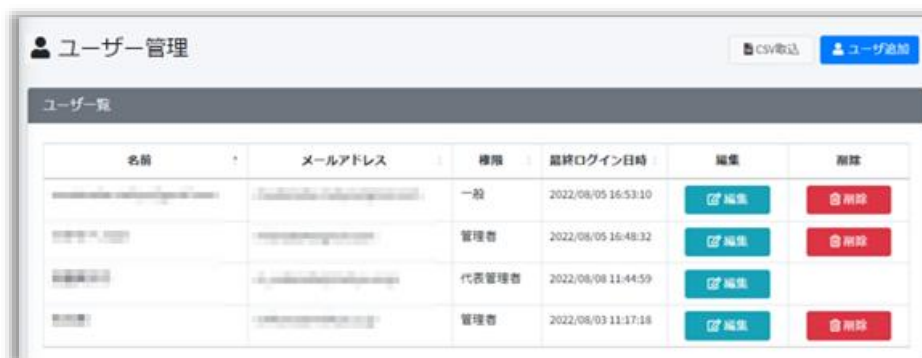 ユーザー管理
CSV取込 ユーザ追加
ユーザ一覧
名前 メールアドレス 権限 最終ログイン日時 編集 削除
一般 2022/08/05 16:53:10 編集 削除
管理者 2022/08/05 16:48:32 編集 削除
代表管理者 2022/08/08 11:44:59 編集
管理者 2022/08/03 11:17:18 編集 削除